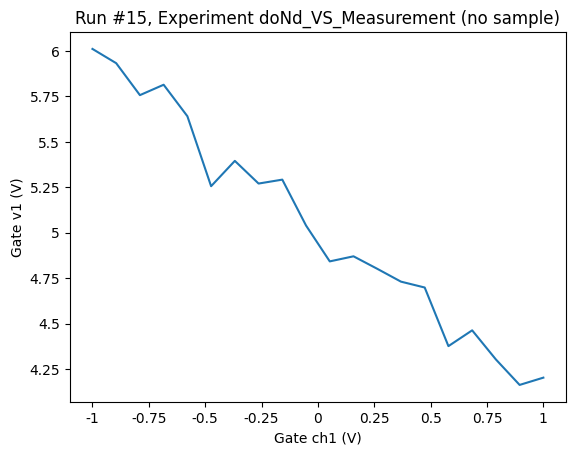 Run #15, Experiment doNd_VS_Measurement (no sample)
6
5.75
5.5
5.25
5
4.75
4.5
4.25
Gate v1 (V)
-1 -0.75 -0.5 -0.25 0 0.25 0.5 0.75 1
Gate ch1 (V)